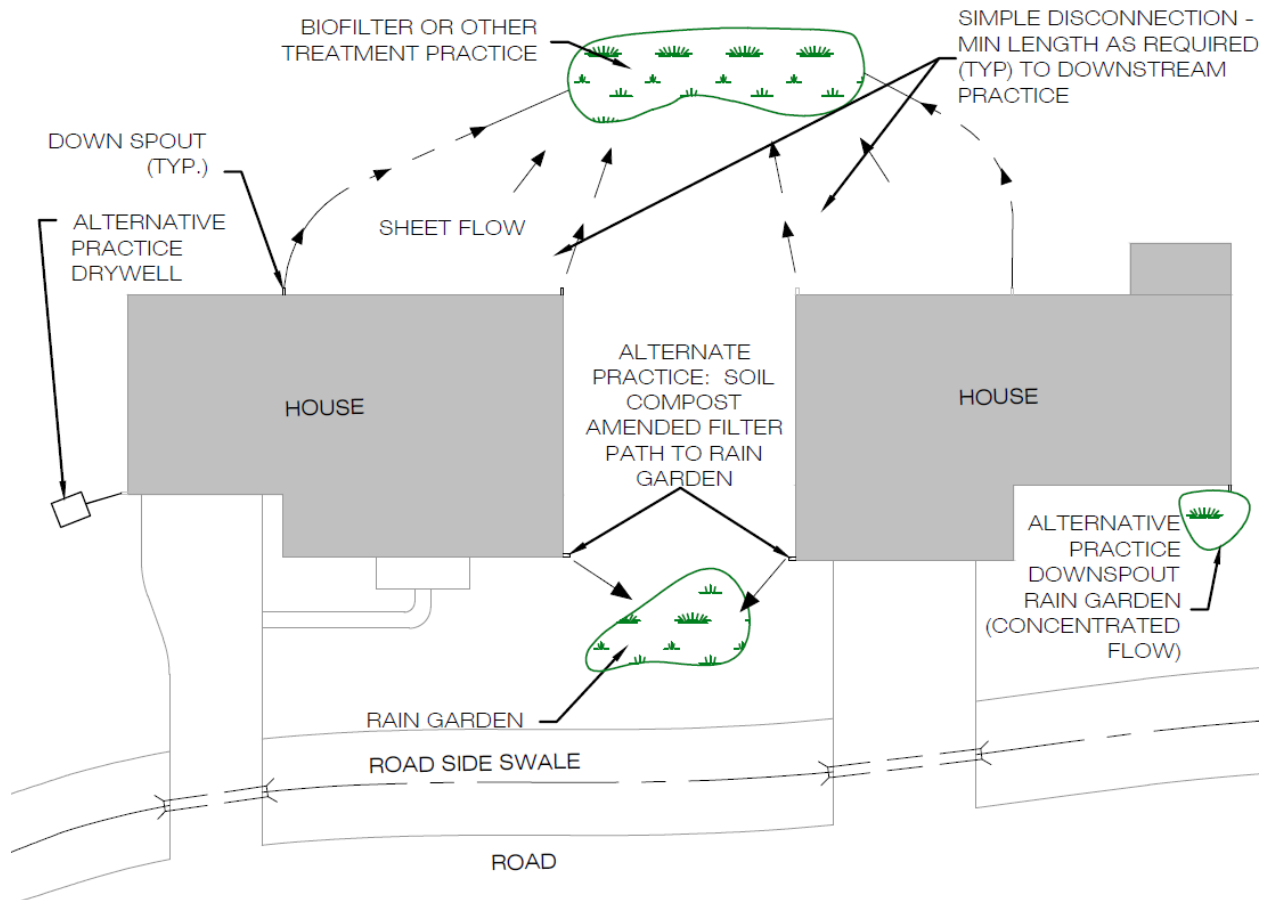 BIOFILTER OR OTHER
TREATMENT PRACTICE
SIMPLE DISCONNECTION -
MIN LENGTH AS REQUIRED
(TYP) TO DOWNSTREAM
PRACTICE
DOWN SPOUT
(TYP.)
ALTERNATIVE
PRACTICE
DRYWELL
SHEET FLOW
HOUSE
ALTERNATE
PRACTICE: SOIL
COMPOST
AMENDED FILTER
PATH TO RAIN
GARDEN
HOUSE
ALTERNATIVE
PRACTICE
DOWNSPOUT
RAIN GARDEN
(CONCENTRATED
FLOW)
RAIN GARDEN
ROAD SIDE SWALE
ROAD